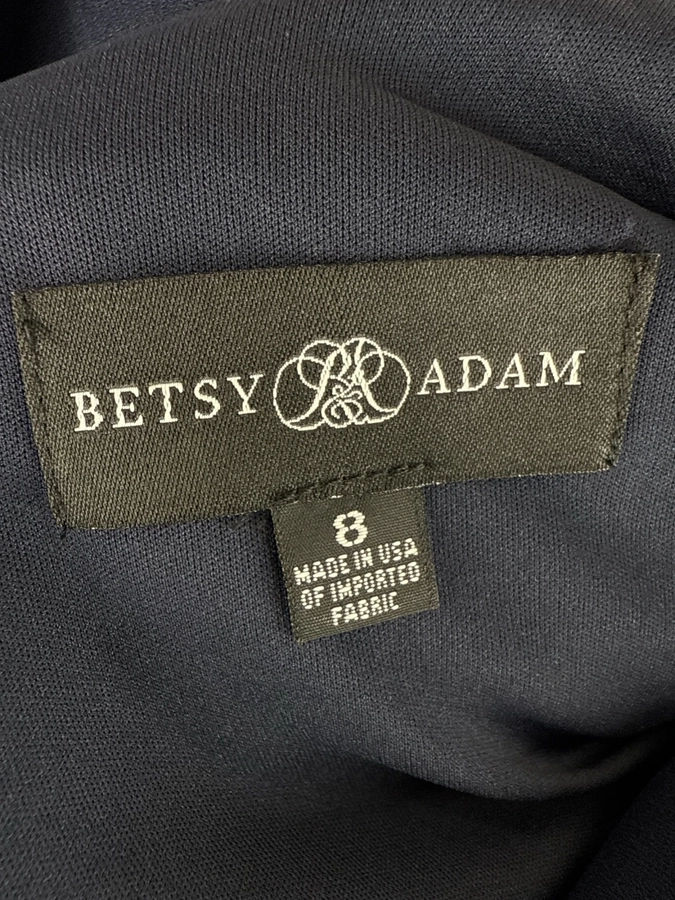 BETSY B&A ADAM
8
MADE IN USA
OF IMPORTED
FABRIC